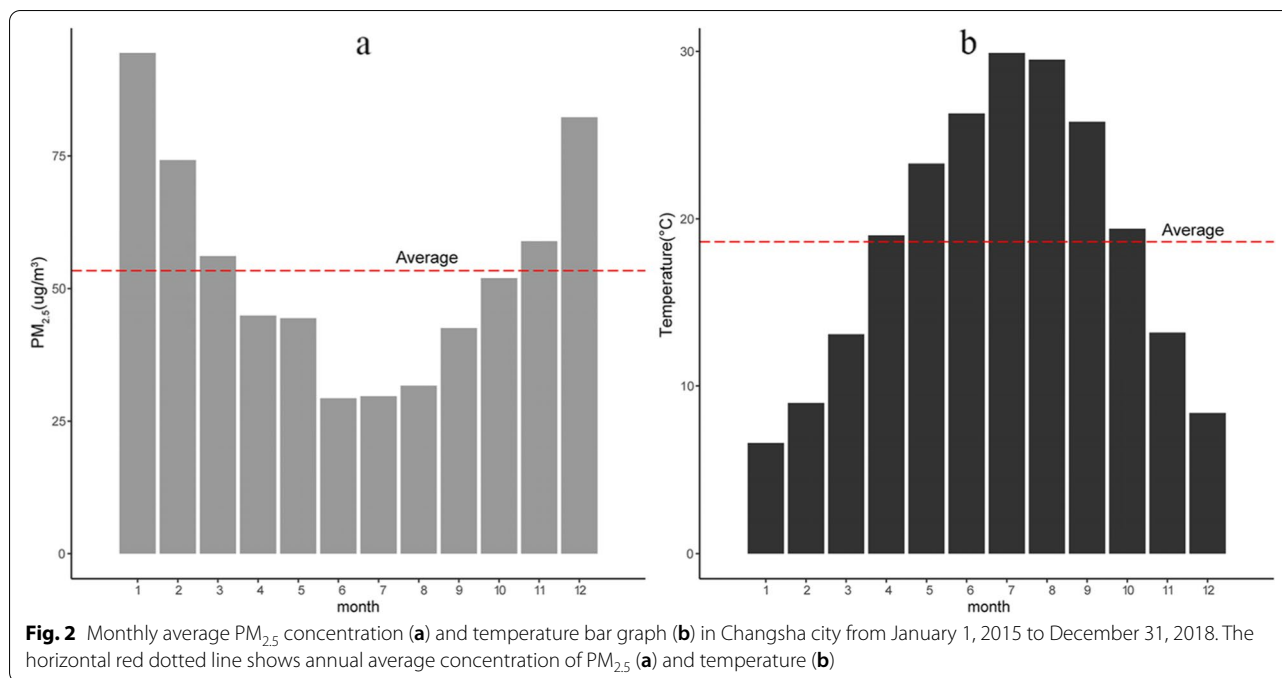 a
75
50
25
0
PM2.5(ug/m³)
Average
1 2 3 4 5 6 7 8 9 10 11 12
month
b
30
20
10
0
Temperature(°C)
Average
1 2 3 4 5 6 7 8 9 10 11 12
month
Fig. 2 Monthly average PM2.5 concentration (a) and temperature bar graph (b) in Changsha city from January 1, 2015 to December 31, 2018. The
horizontal red dotted line shows annual average concentration of PM2.5 (a) and temperature (b)